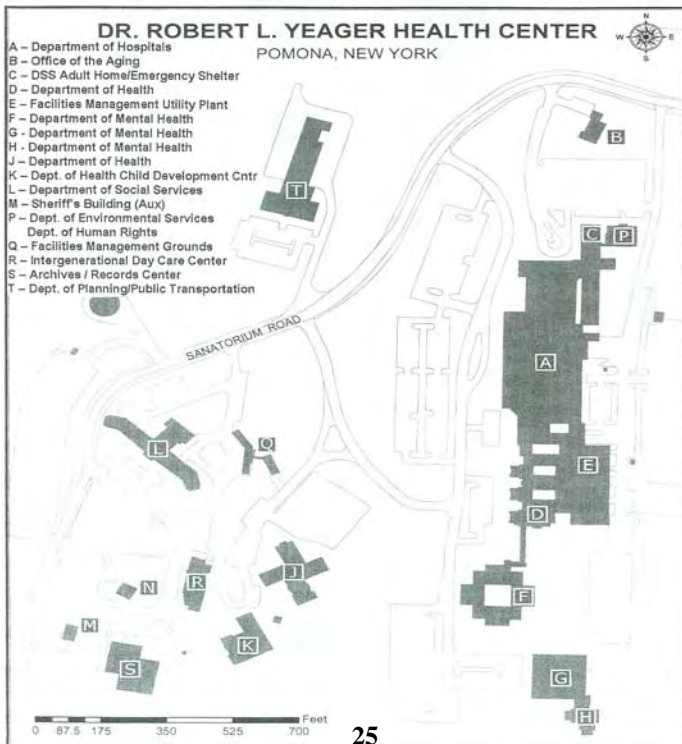 DR. ROBERT L. YEAGER HEALTH CENTER
POMONA, NEW YORK
N
W E
S
A – Department of Hospitals
B – Office of the Aging
C – DSS Adult Home/Emergency Shelter
D – Department of Health
E – Facilities Management Utility Plant
F – Department of Mental Health
G - Department of Mental Health
H - Department of Mental Health
J – Department of Health
K – Dept. of Health Child Development Cntr
L – Department of Social Services
M – Sheriff's Building (Aux)
P – Dept. of Environmental Services
Dept. of Human Rights
Q – Facilities Management Grounds
R – Intergenerational Day Care Center
S – Archives / Records Center
T – Dept. of Planning/Public Transportation
B
T
C P
SANATORIUM ROAD
A
L
Q
E
D
J
R
N
F
M
K
S
G
H
Feet
0 87.5 175 350 525 700
25